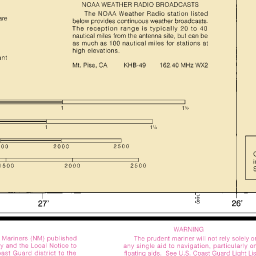 NOAA WEATHER RADIO BROADCASTS
The NOAA Weather Radio station listed
below provides continuous weather broadcasts.
The reception range is typically 20 to 40
nautical miles from the antenna site, but can be
as much as 100 nautical miles for stations at
high elevations.
Mt. Pise, CA KHB-49 162.40 MHz WX2
1 1½
1 1¼
2000 2500
1500 2000 2500
27' 26'
WARNING
The prudent mariner will not rely solely on
any single aid to navigation, particularly on
floating aids. See U.S. Coast Guard Light List
Mariners (NM) published
y and the Local Notice to
oast Guard district to the